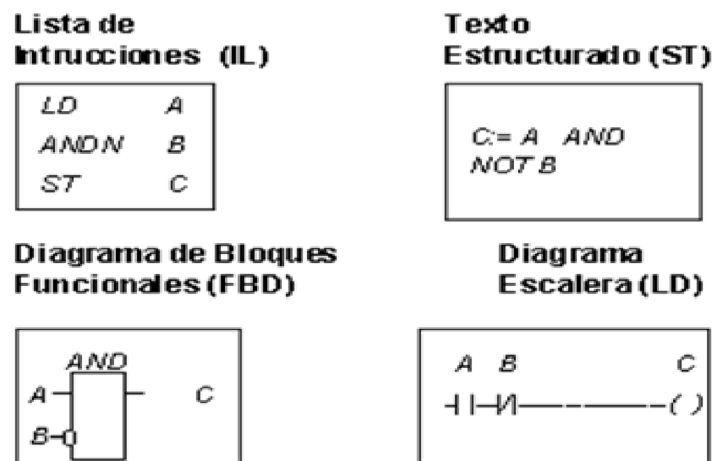 Lista de
Intrucciones (IL)
LD A
ANDN B
ST C
Texto
Estructurado (ST)
C:= A AND
NOT B
Diagrama de Bloques
Funcionales (FBD)
AND
A C
B
Diagrama
Escalera (LD)
A B C
( )